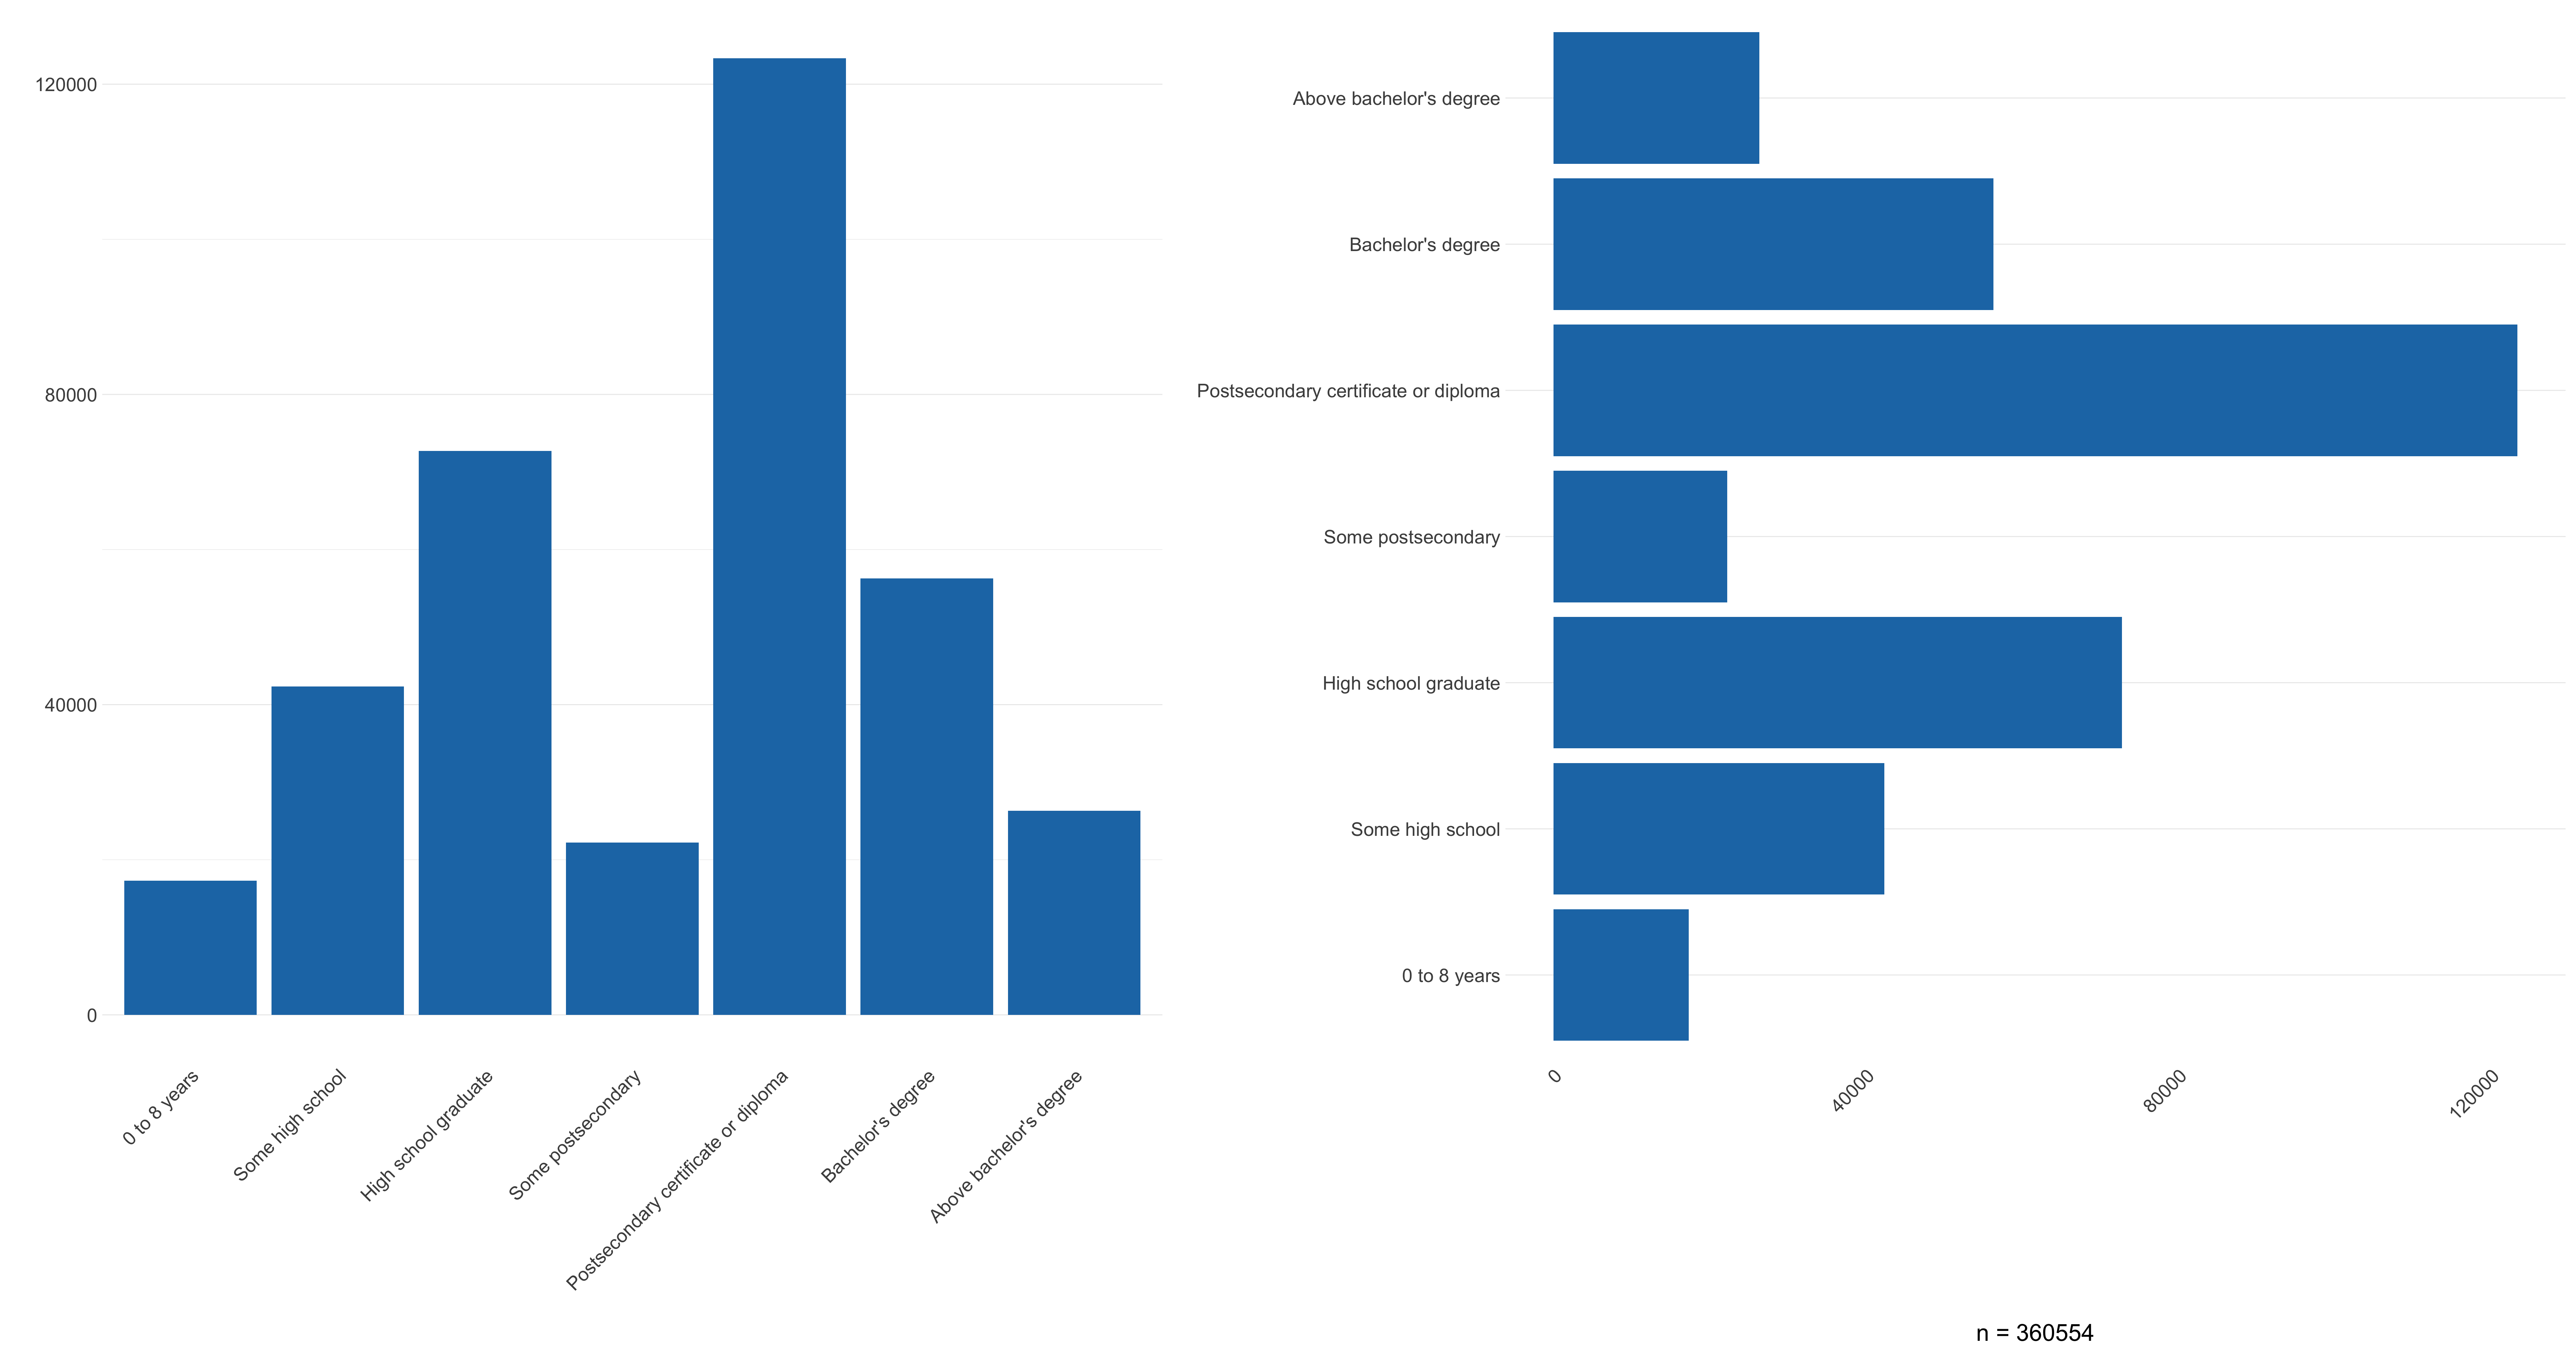 120000
80000
40000
0
0 to 8 years
Some high school
High school graduate
Some postsecondary
Postsecondary certificate or diploma
Bachelor's degree
Above bachelor's degree
Above bachelor's degree
Bachelor's degree
Postsecondary certificate or diploma
Some postsecondary
High school graduate
Some high school
0 to 8 years
0
40000
80000
120000
n = 360554